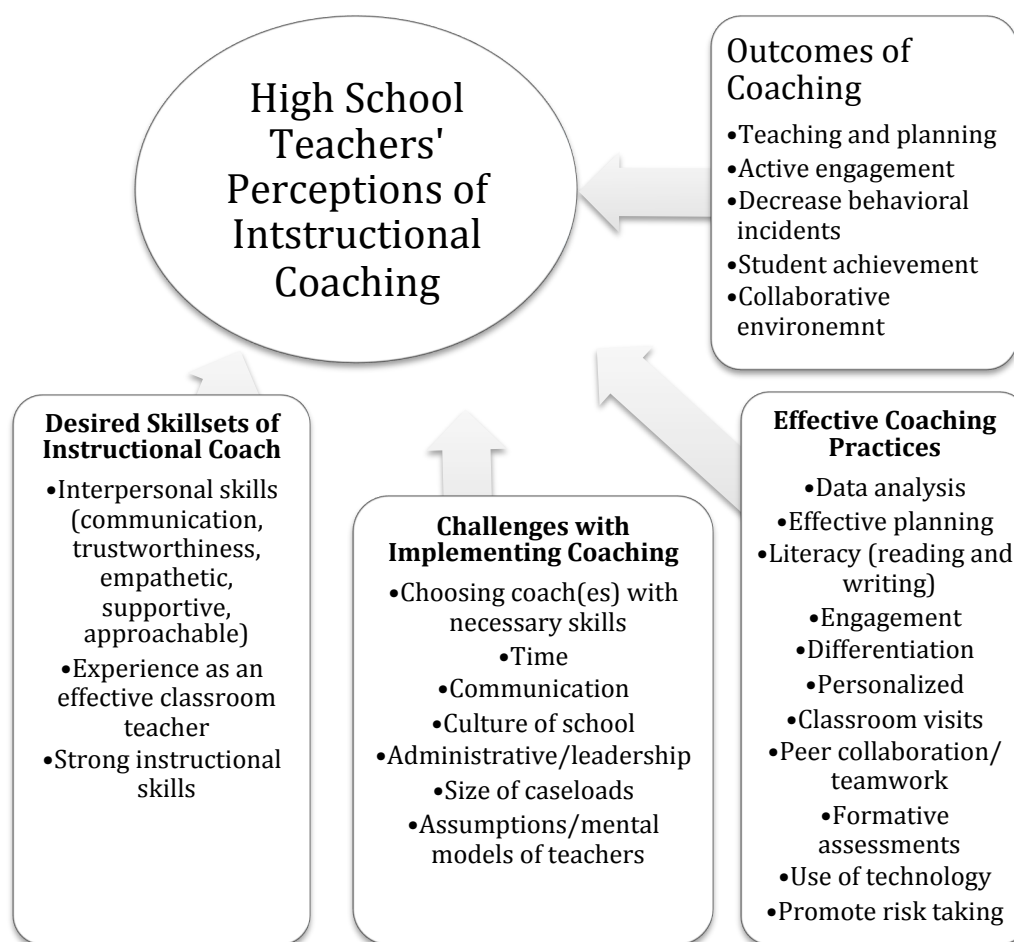 High School
Teachers'
Perceptions of
Intstructional
Coaching
Outcomes of
Coaching
•Teaching and planning
•Active engagement
•Decrease behavioral
incidents
•Student achievement
•Collaborative
environemnt
Desired Skillsets of
Instructional Coach
•Interpersonal skills
(communication,
trustworthiness,
empathetic,
supportive,
approachable)
•Experience as an
effective classroom
teacher
•Strong instructional
skills
Challenges with
Implementing Coaching
•Choosing coach(es) with
necessary skills
•Time
•Communication
•Culture of school
•Administrative/leadership
•Size of caseloads
•Assumptions/mental
models of teachers
Effective Coaching
Practices
•Data analysis
•Effective planning
•Literacy (reading and
writing)
•Engagement
•Differentiation
•Personalized
•Classroom visits
•Peer collaboration/
teamwork
•Formative
assessments
•Use of technology
•Promote risk taking